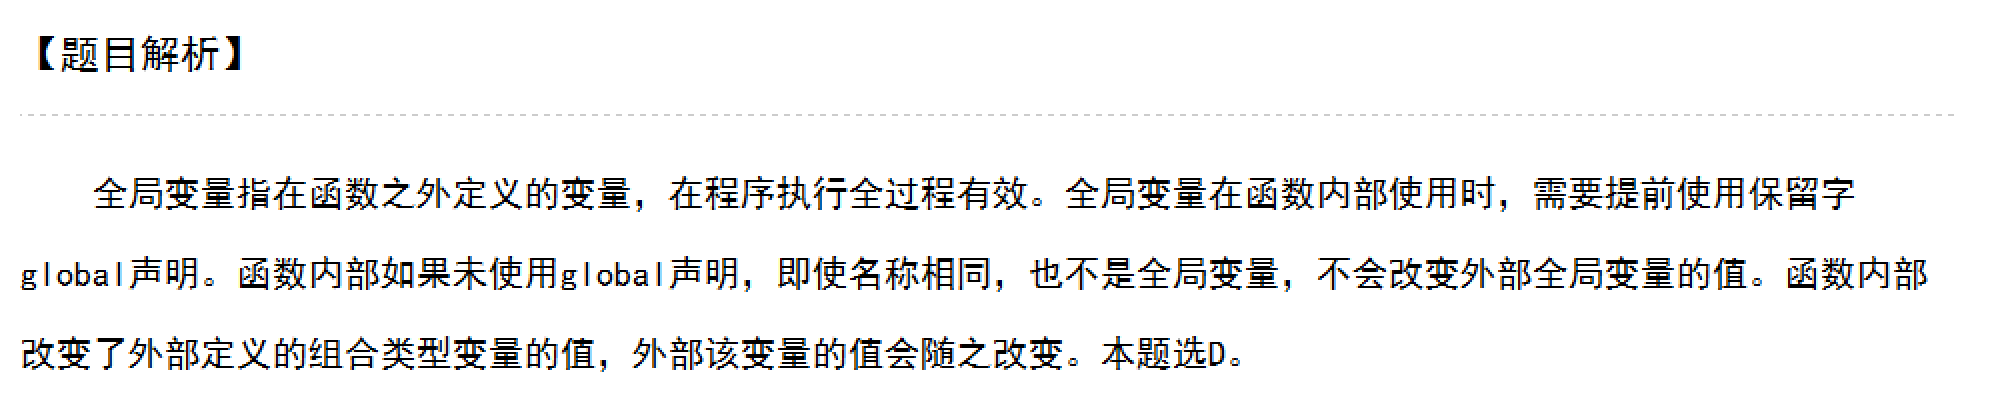 【题目解析】
全局变量指在函数之外定义的变量，在程序执行全过程有效。全局变量在函数内部使用时，需要提前使用保留字
global声明。函数内部如果未使用global声明，即使名称相同，也不是全局变量，不会改变外部全局变量的值。函数内部
改变了外部定义的组合类型变量的值，外部该变量的值会随之改变。本题选D。